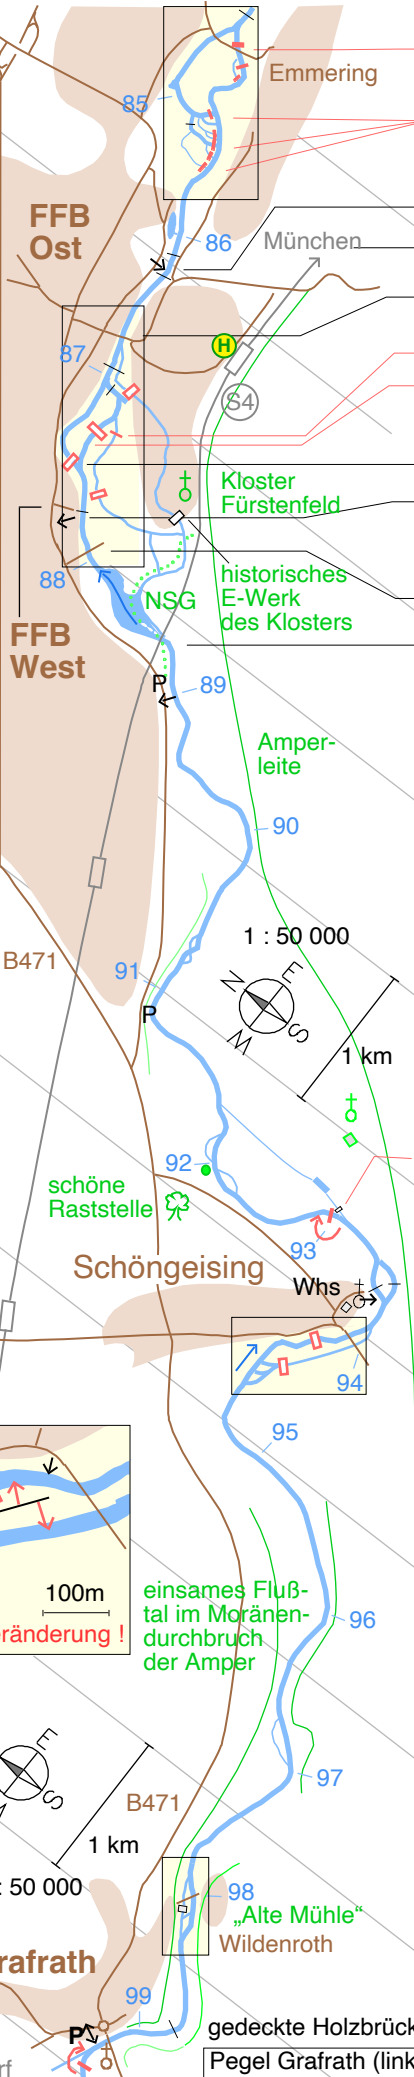 Emmering
85
FFB
Ost
86
München
87
H
S4
Kloster
Fürstenfeld
historisches
E-Werk
des Klosters
88
NSG
FFB
West
P
89
Amper-
leite
90
1 : 50 000
B471
91
E
N
S
W
P
1 km
92
schöne
Raststelle
93
Schöngeising
Whs
94
95
100m
eränderung !
einsames Fluß-
tal im Moränen-
durchbruch
der Amper
96
E
S
97
B471
1 km
: 50 000
98
„Alte Mühle“
Wildenroth
rafrath
99
P
gedeckte Holzbrück
Pegel Grafrath (link
rf